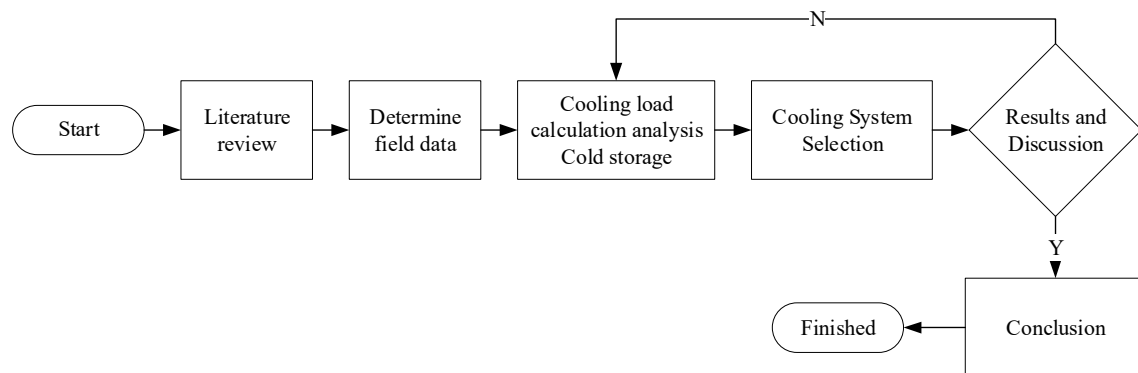 N
Start
Literature
review
Determine
field data
Cooling load
calculation analysis
Cold storage
Cooling System
Selection
Results and
Discussion
Y
Conclusion
Finished